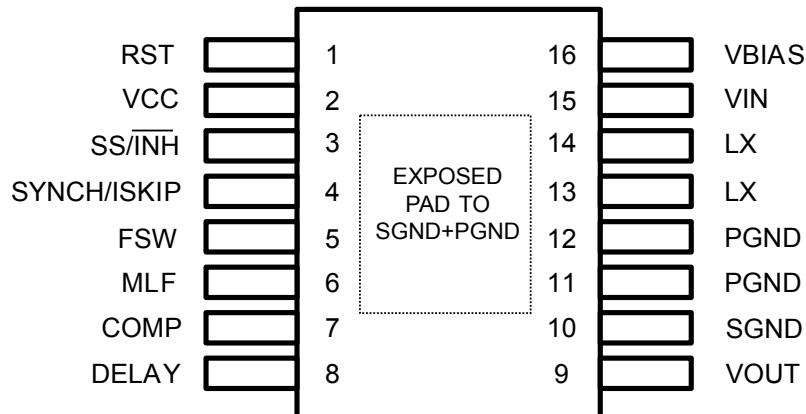 RST 1 16 VBIAS
VCC 2 15 VIN
SS/I̅N̅H̅ 3 14 LX
SYNCH/ISKIP 4 13 LX
FSW 5 12 PGND
MLF 6 11 PGND
COMP 7 10 SGND
DELAY 8 9 VOUT
EXPOSED
PAD TO
SGND+PGND